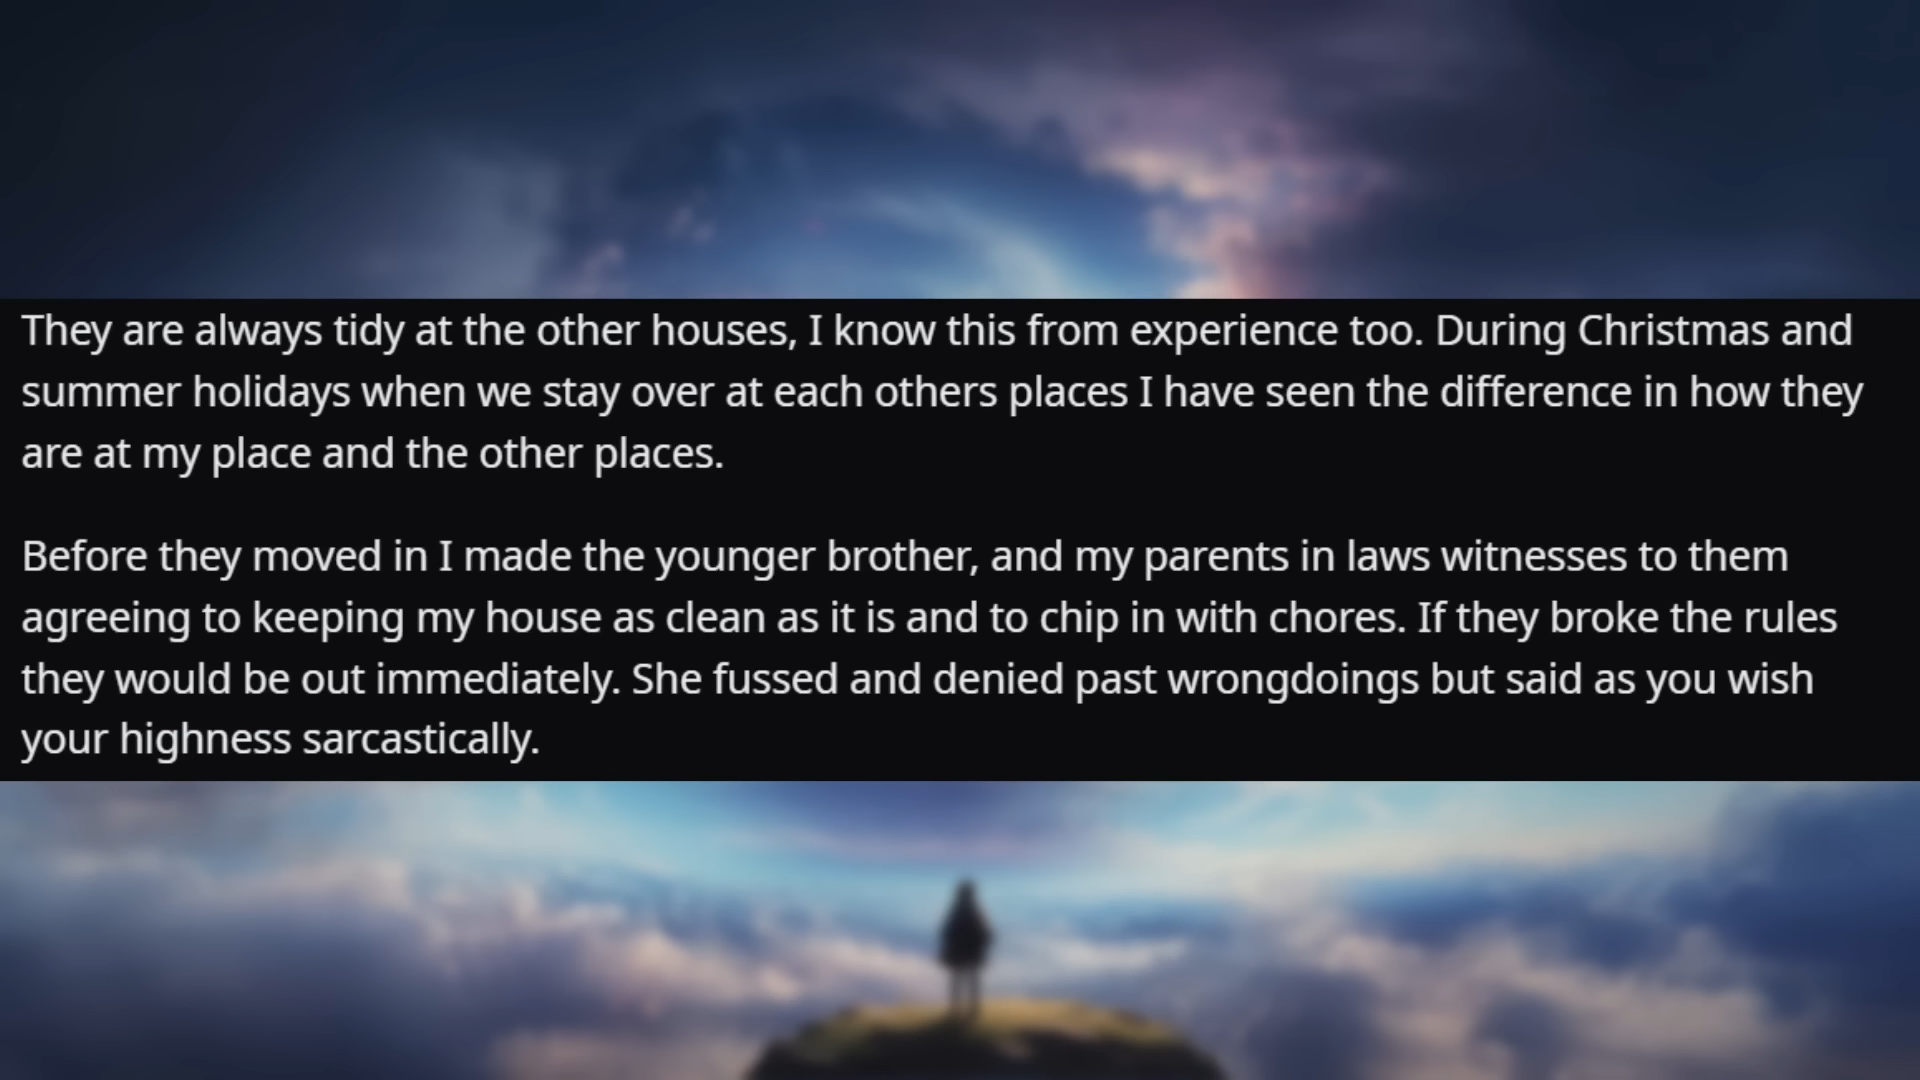 They are always tidy at the other houses, I know this from experience too. During Christmas and
summer holidays when we stay over at each others places I have seen the difference in how they
are at my place and the other places.
Before they moved in I made the younger brother, and my parents in laws witnesses to them
agreeing to keeping my house as clean as it is and to chip in with chores. If they broke the rules
they would be out immediately. She fussed and denied past wrongdoings but said as you wish
your highness sarcastically.